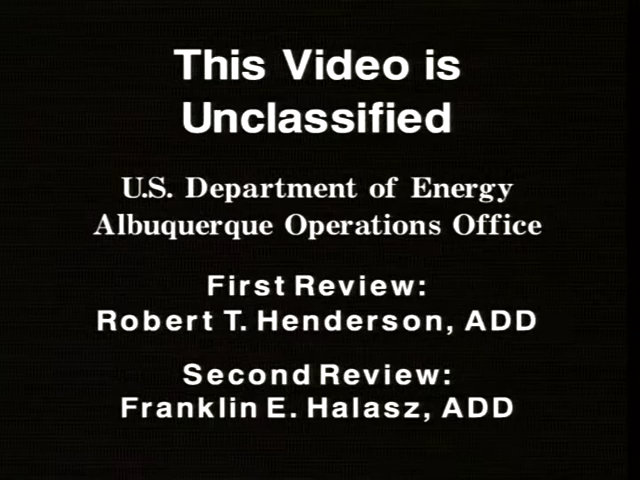 This Video is
Unclassified
U.S. Department of Energy
Albuquerque Operations Office
First Review:
Robert T. Henderson, ADD
Second Review:
Franklin E. Halasz, ADD